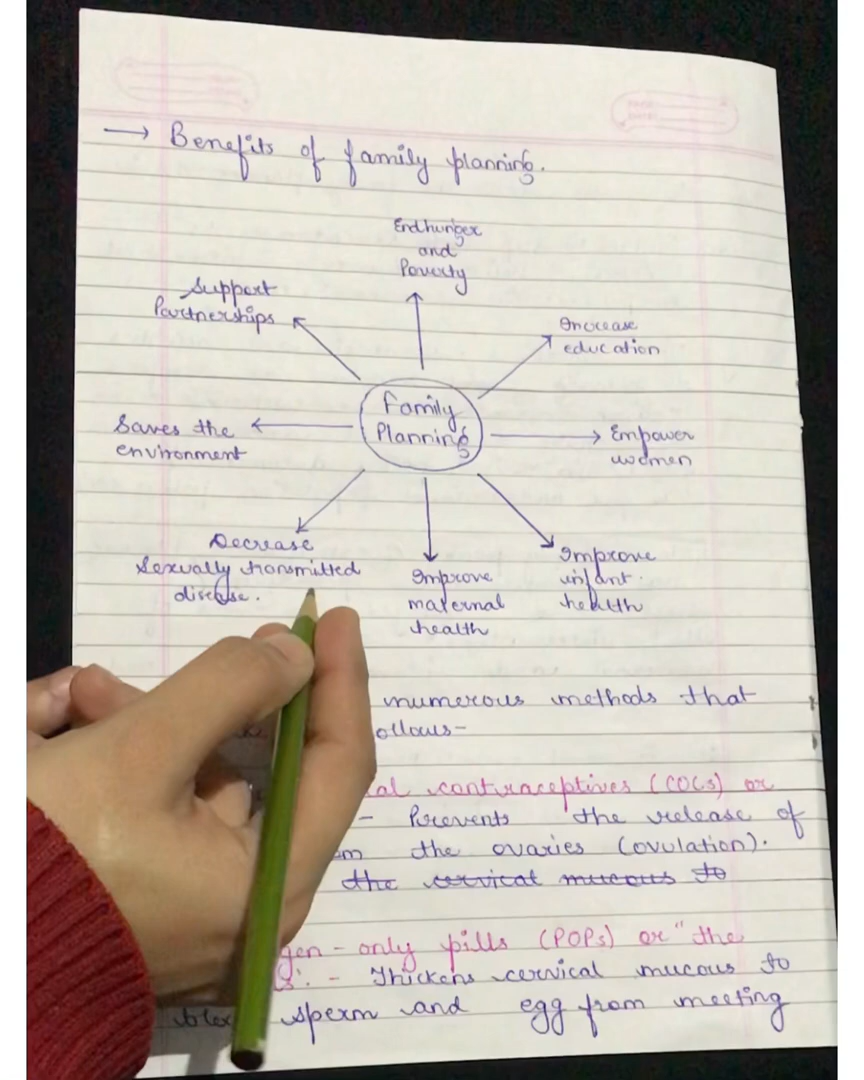 → Benefits of family planning.
End hunger
and
Poverty
Support
Partnerships
Increase
education
Family
Planning
Saves the
environment
Empower
women
Decrease
Sexually transmitted
disease.
Improve
maternal
health
Improve
infant
health
numerous methods that
ollows-
al contraceptives (COCs) or
- Prevents the release of
om the ovaries (ovulation).
the cervical mucous to
gen-only pills (POPs) or "the
s'. - Thickens cervical mucous to
sperm and egg from meeting